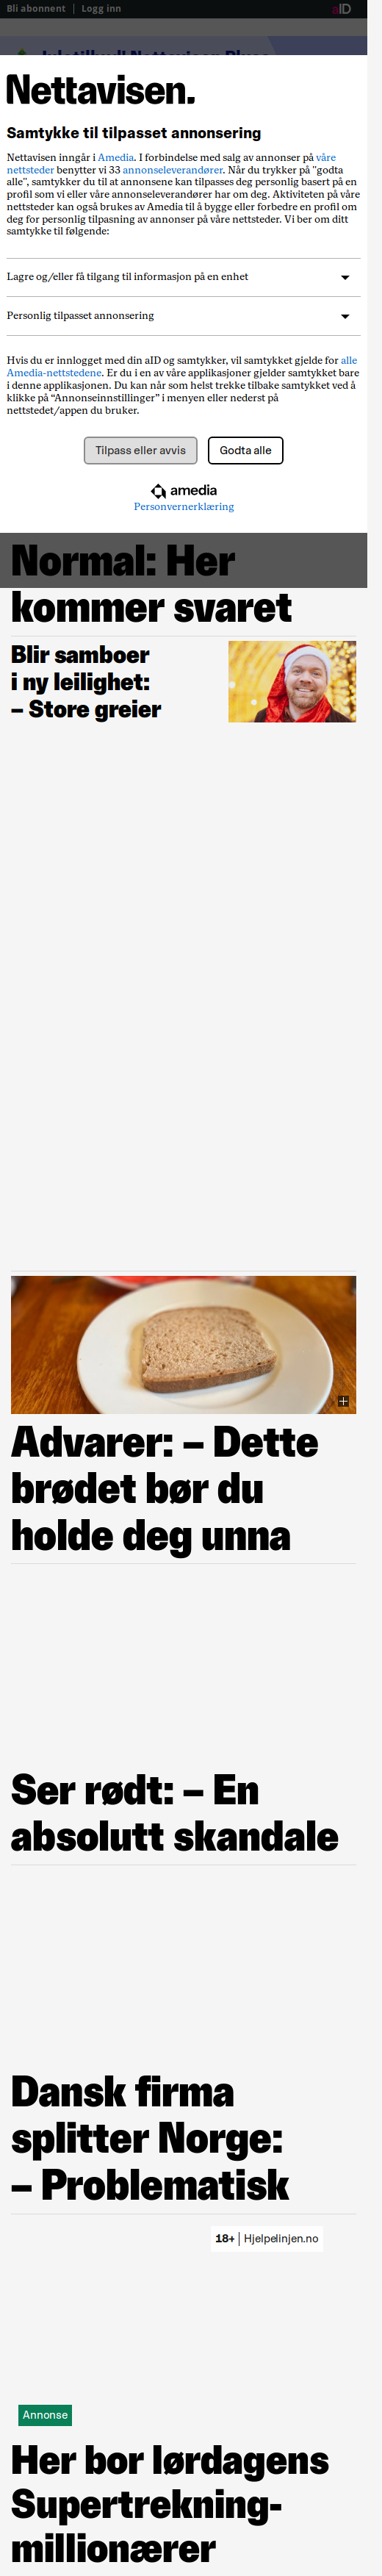 Bli abonnent | Logg inn
aID
Nettavisen.
Samtykke til tilpasset annonsering
Nettavisen inngår i Amedia. I forbindelse med salg av annonser på våre
nettsteder benytter vi 33 annonseleverandører. Når du trykker på "godta
alle", samtykker du til at annonsene kan tilpasses deg personlig basert på en
profil som vi eller våre annonseleverandører har om deg. Aktiviteten på våre
nettsteder kan også brukes av Amedia til å bygge eller forbedre en profil om
deg for personlig tilpasning av annonser på våre nettsteder. Vi ber om ditt
samtykke til følgende:
Lagre og/eller få tilgang til informasjon på en enhet
Personlig tilpasset annonsering
Hvis du er innlogget med din aID og samtykker, vil samtykket gjelde for alle
Amedia-nettstedene. Er du i en av våre applikasjoner gjelder samtykket bare
i denne applikasjonen. Du kan når som helst trekke tilbake samtykket ved å
klikke på “Annonseinnstillinger” i menyen eller nederst på
nettstedet/appen du bruker.
Tilpass eller avvis
Godta alle
amedia
Personvernerklæring
Normal: Her
kommer svaret
Blir samboer
i ny leilighet:
– Store greier
Advarer: – Dette
brødet bør du
holde deg unna
Ser rødt: – En
absolutt skandale
Dansk firma
splitter Norge:
– Problematisk
18+ | Hjelpelinjen.no
Annonse
Her bor lørdagens
Supertrekning-
millionærer